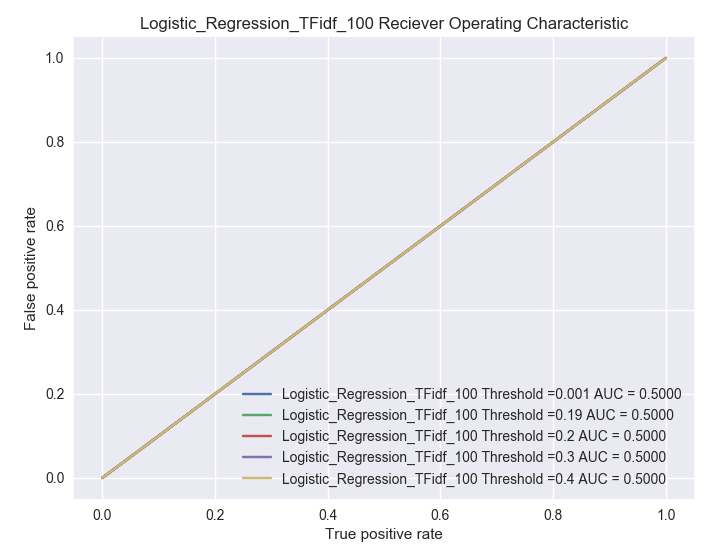 Logistic_Regression_TFidf_100 Reciever Operating Characteristic
1.0
0.8
0.6
0.4
0.2
0.0
False positive rate
Logistic_Regression_TFidf_100 Threshold =0.001 AUC = 0.5000
Logistic_Regression_TFidf_100 Threshold =0.19 AUC = 0.5000
Logistic_Regression_TFidf_100 Threshold =0.2 AUC = 0.5000
Logistic_Regression_TFidf_100 Threshold =0.3 AUC = 0.5000
Logistic_Regression_TFidf_100 Threshold =0.4 AUC = 0.5000
0.0 0.2 0.4 0.6 0.8 1.0
True positive rate